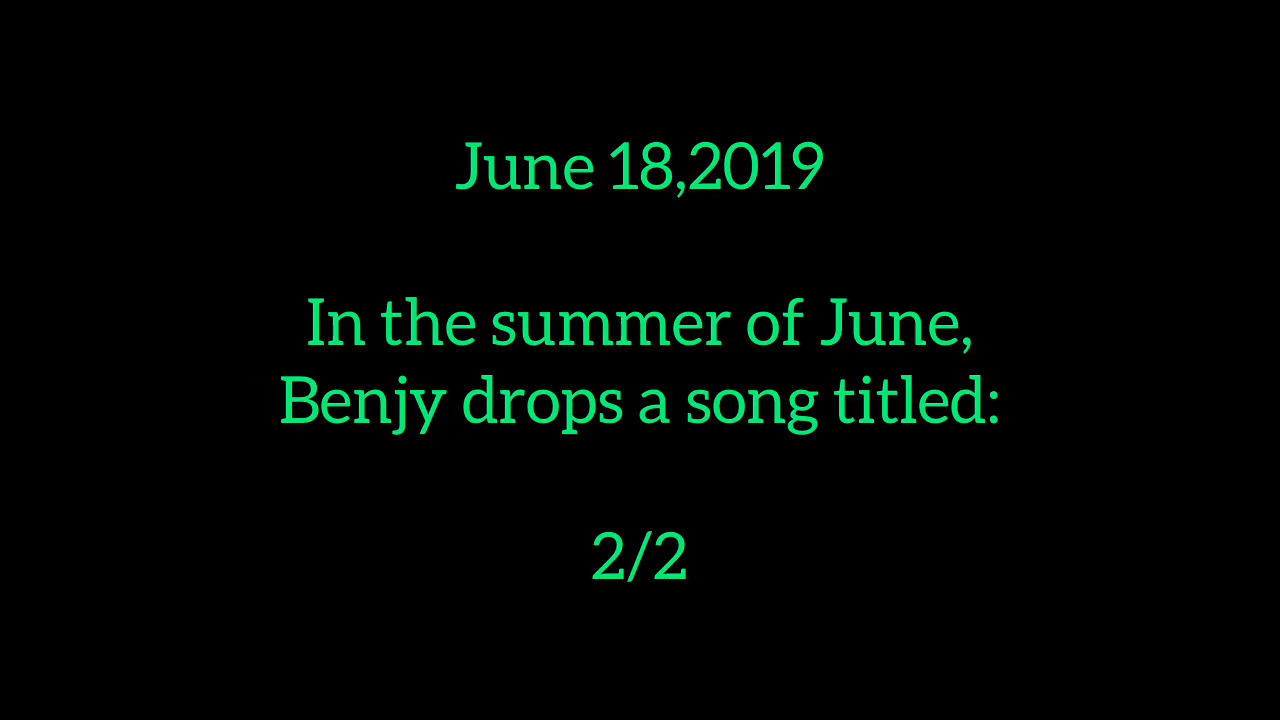 June 18,2019
In the summer of June,
Benjy drops a song titled:
2/2